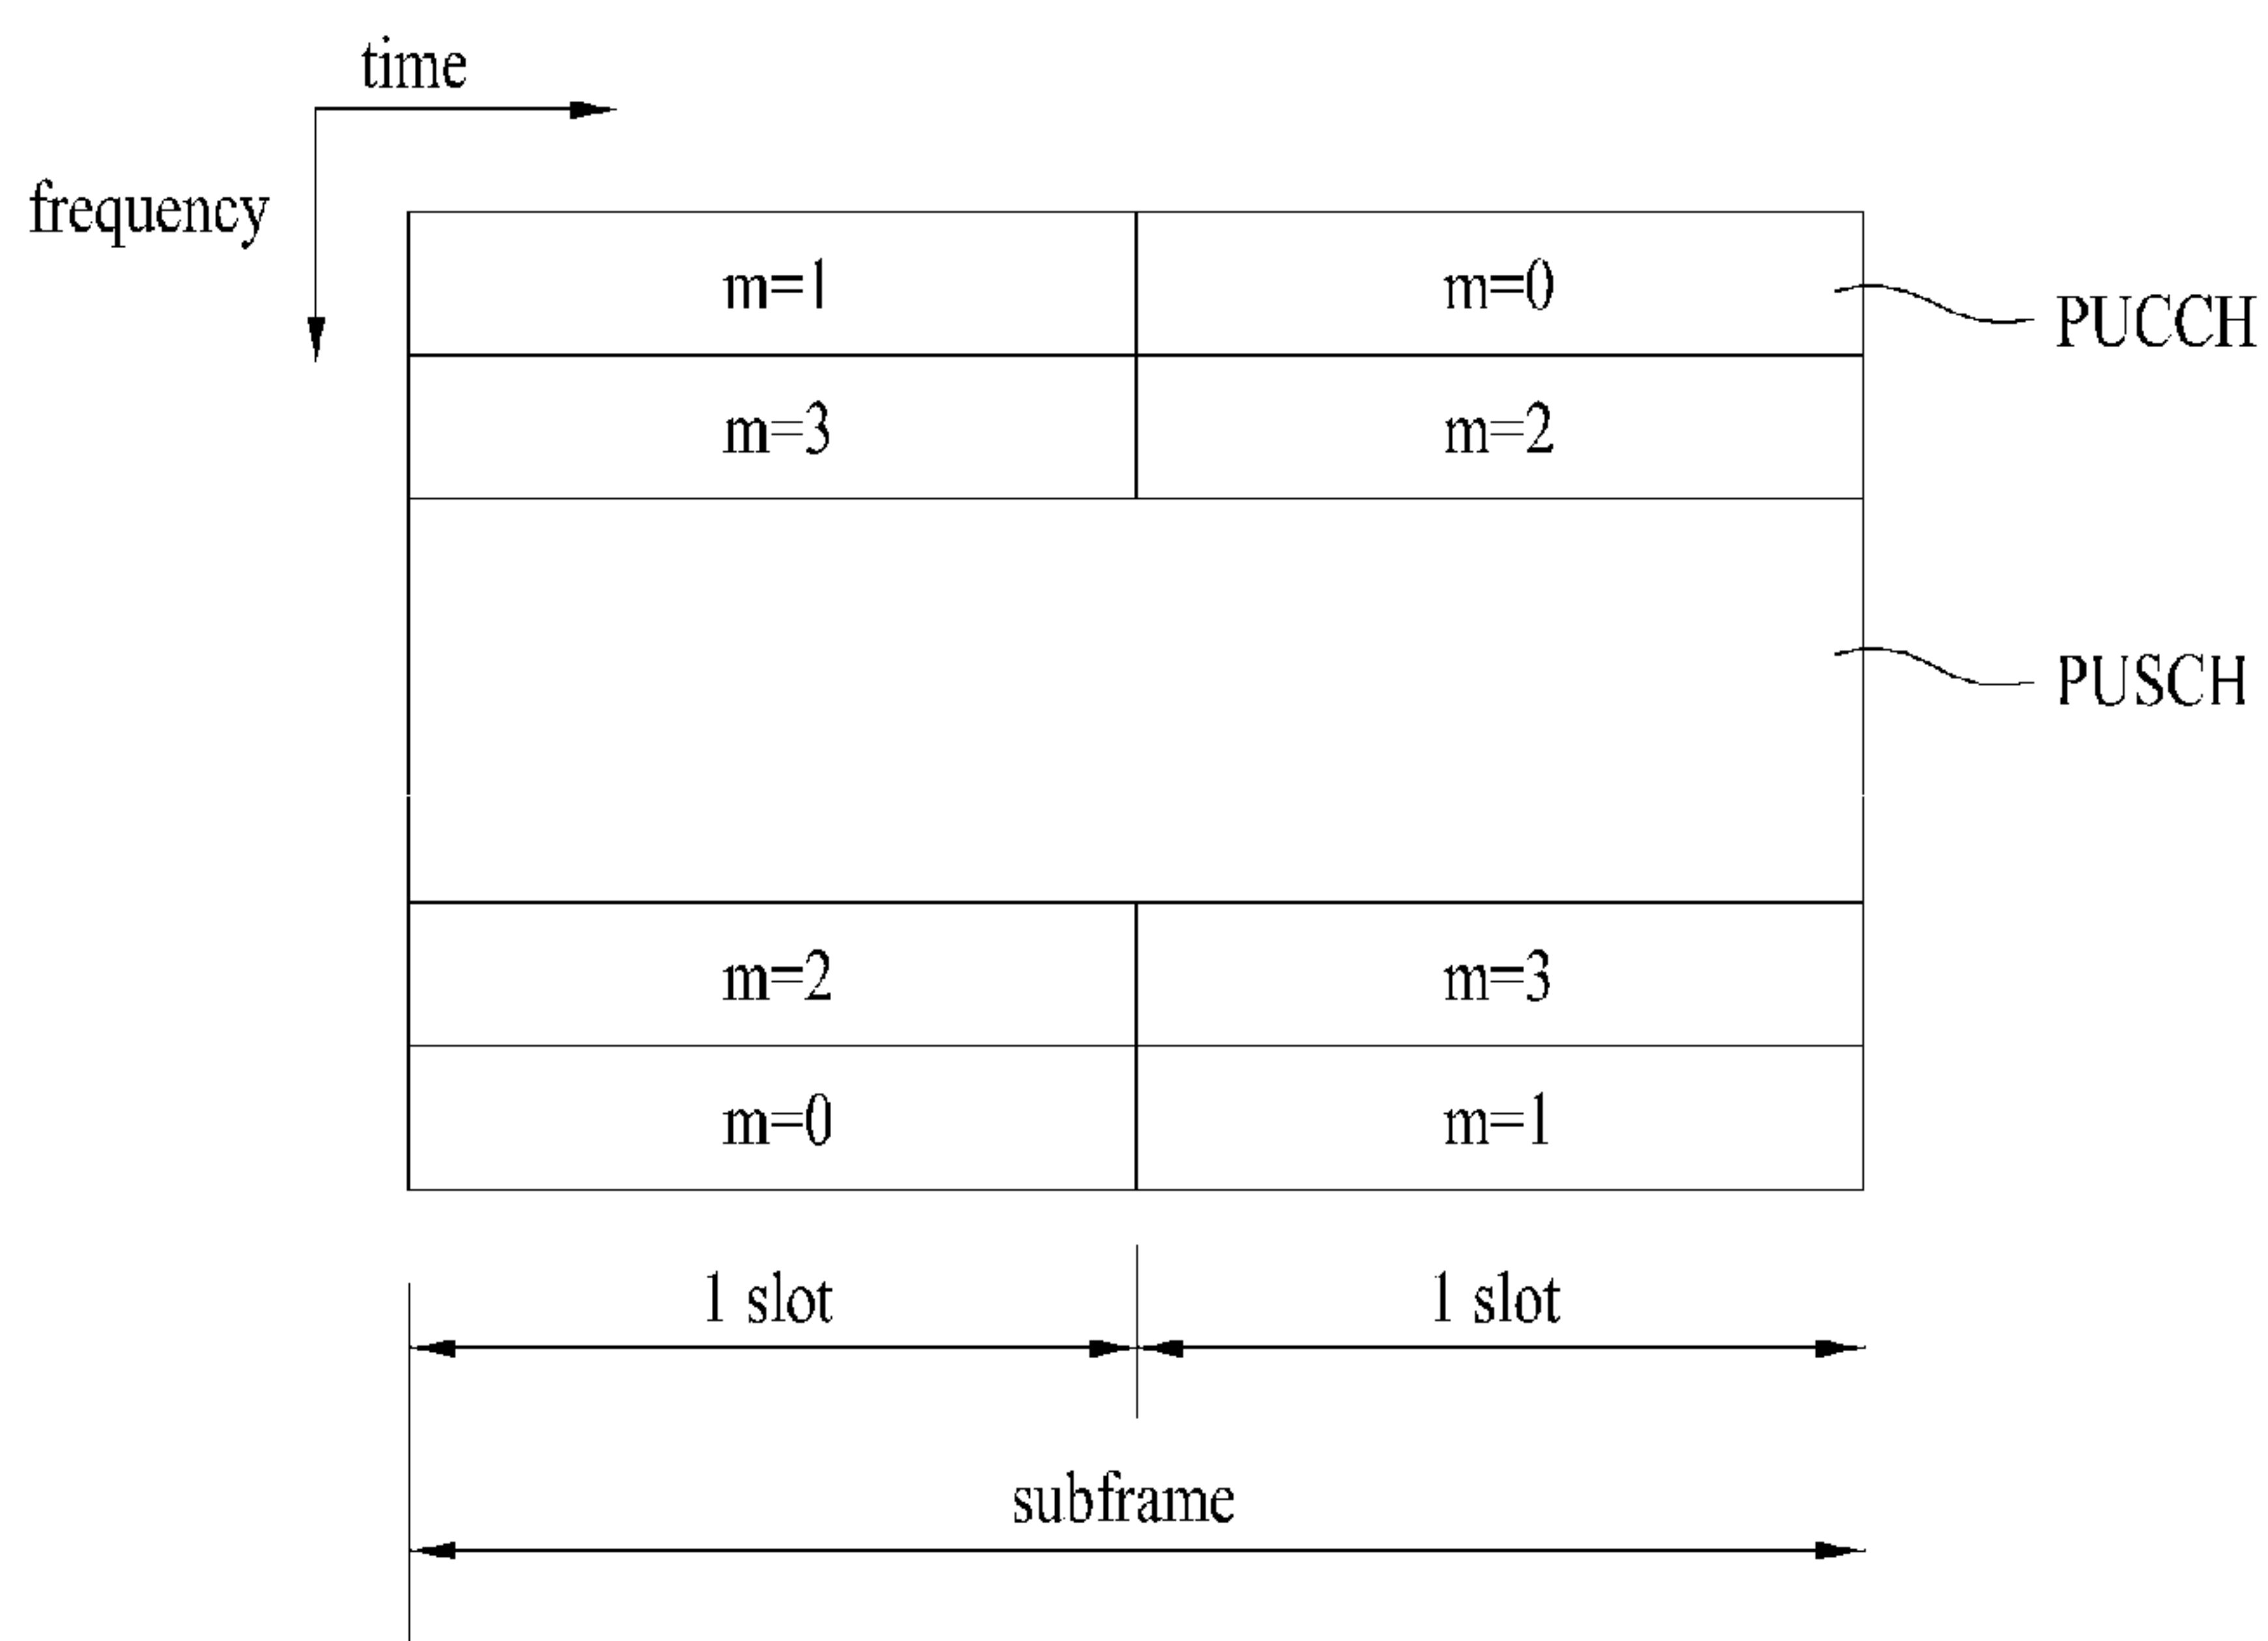 time
frequency
m=1 m=0
PUCCH
m=3 m=2
PUSCH
m=2 m=3
m=0 m=1
1 slot 1 slot
subframe